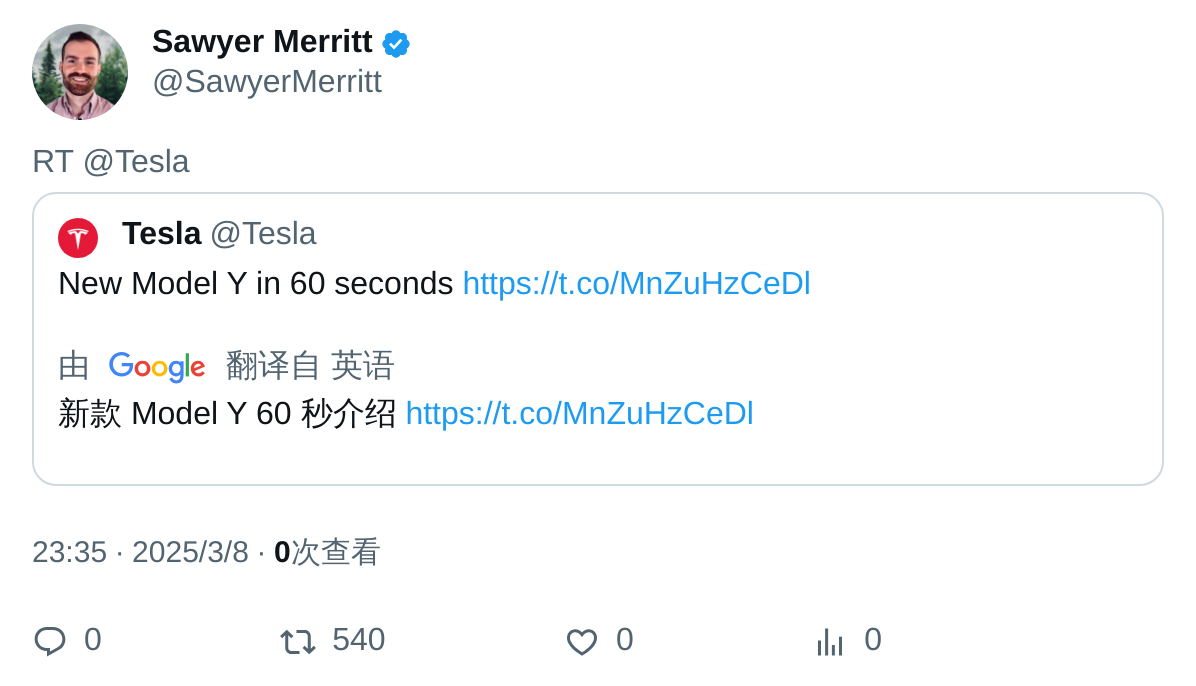 Sawyer Merritt
@SawyerMerritt
RT @Tesla
Tesla @Tesla
New Model Y in 60 seconds https://t.co/MnZuHzCeDl
由 Google 翻译自 英语
新款 Model Y 60 秒介绍 https://t.co/MnZuHzCeDl
23:35 · 2025/3/8 · 0次查看
0 540 0 0